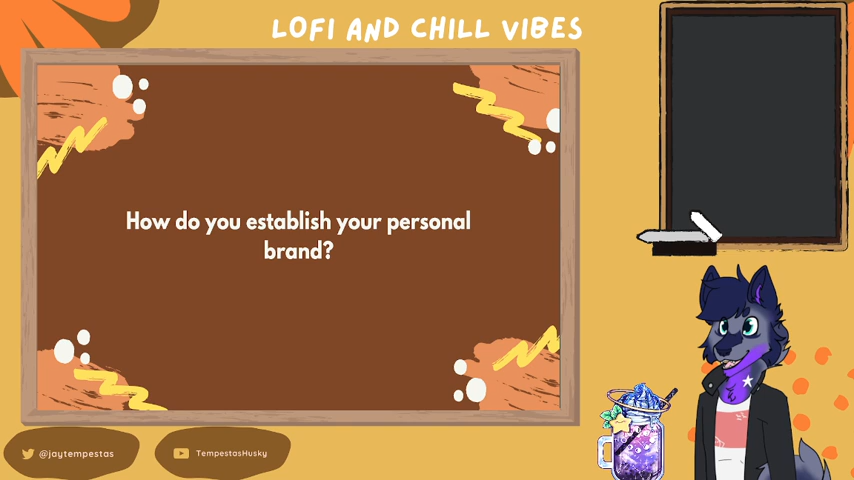 LOFI AND CHILL VIBES
How do you establish your personal
brand?
@jaytempestas
TempestasHusky